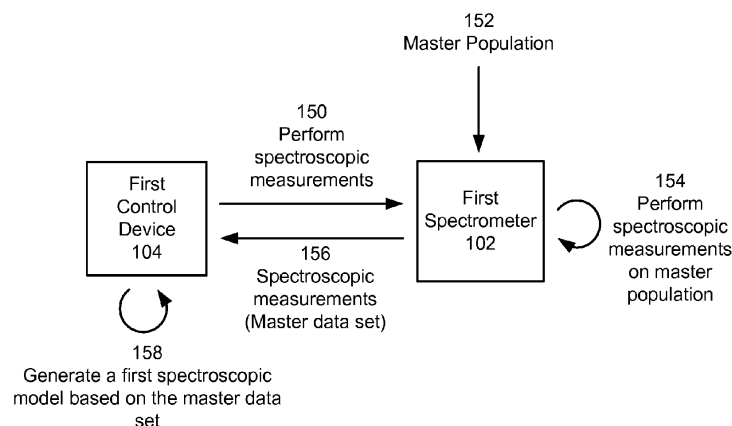 152
Master Population
150
Perform
spectroscopic
measurements
First
Control
Device
104
First
Spectrometer
102
154
Perform
spectroscopic
measurements
on master
population
156
Spectroscopic
measurements
(Master data set)
158
Generate a first spectroscopic
model based on the master data
set